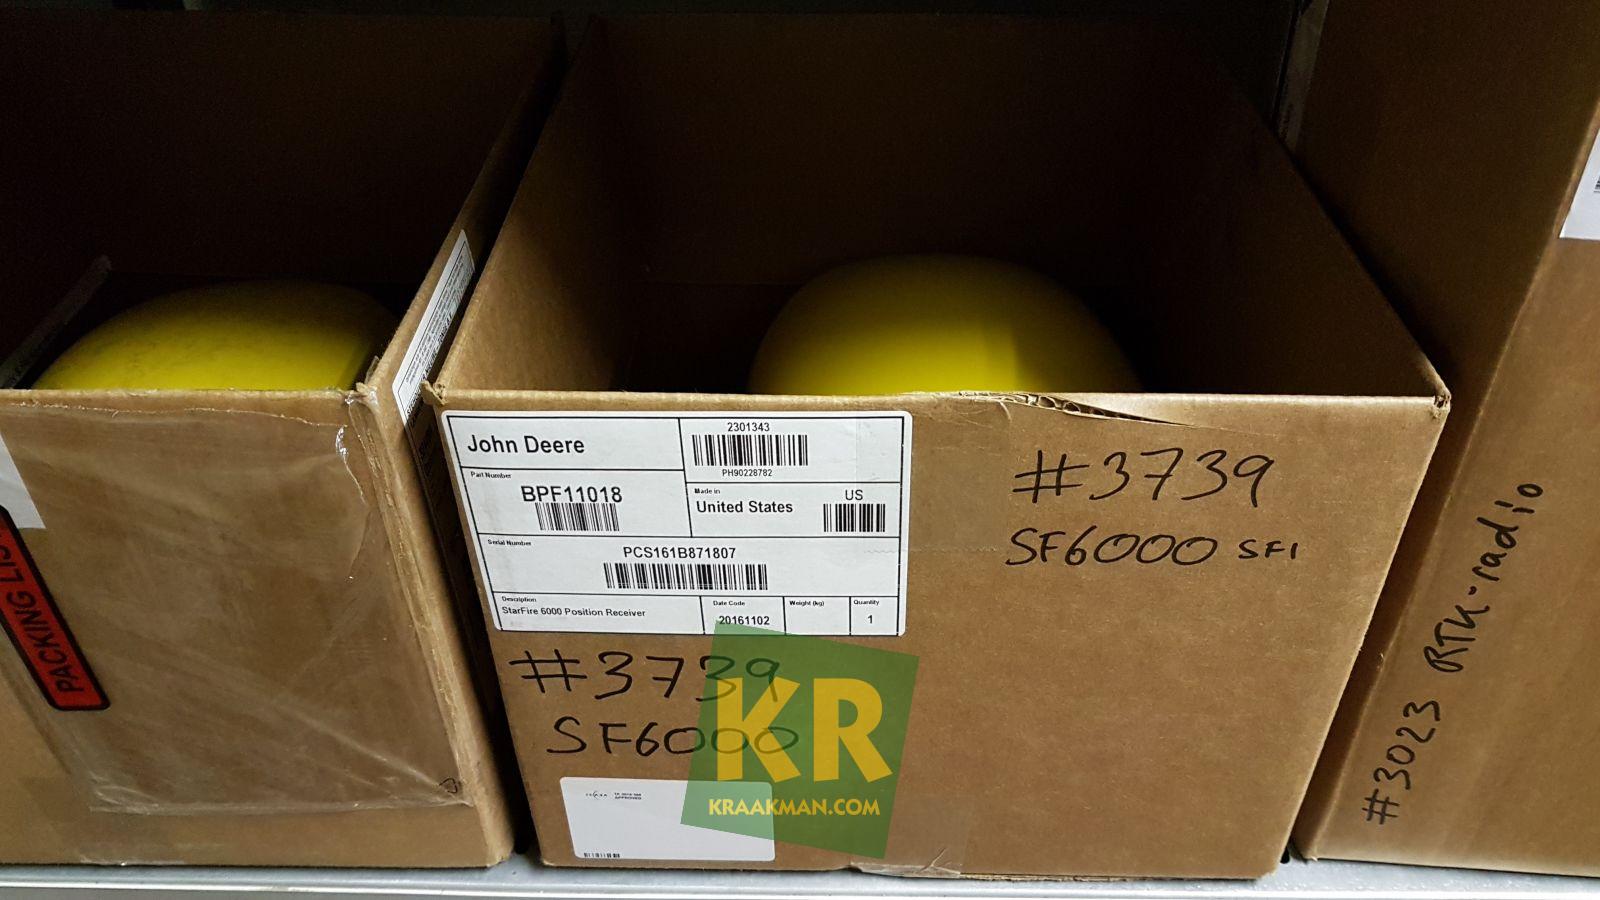 John Deere
2301343
PH90228782
Part Number
BPF11018
Made in
United States
US
Serial Number
PCS161B871807
Description
StarFire 6000 Position Receiver
Date Code
20161102
Weight (kg)
Quantity
1
#3739
SF6000 SF1
#3739
SF6000
KR
KRAAKMAN.COM
APPROVED
PACKING LIS
#3023 RTK-radio